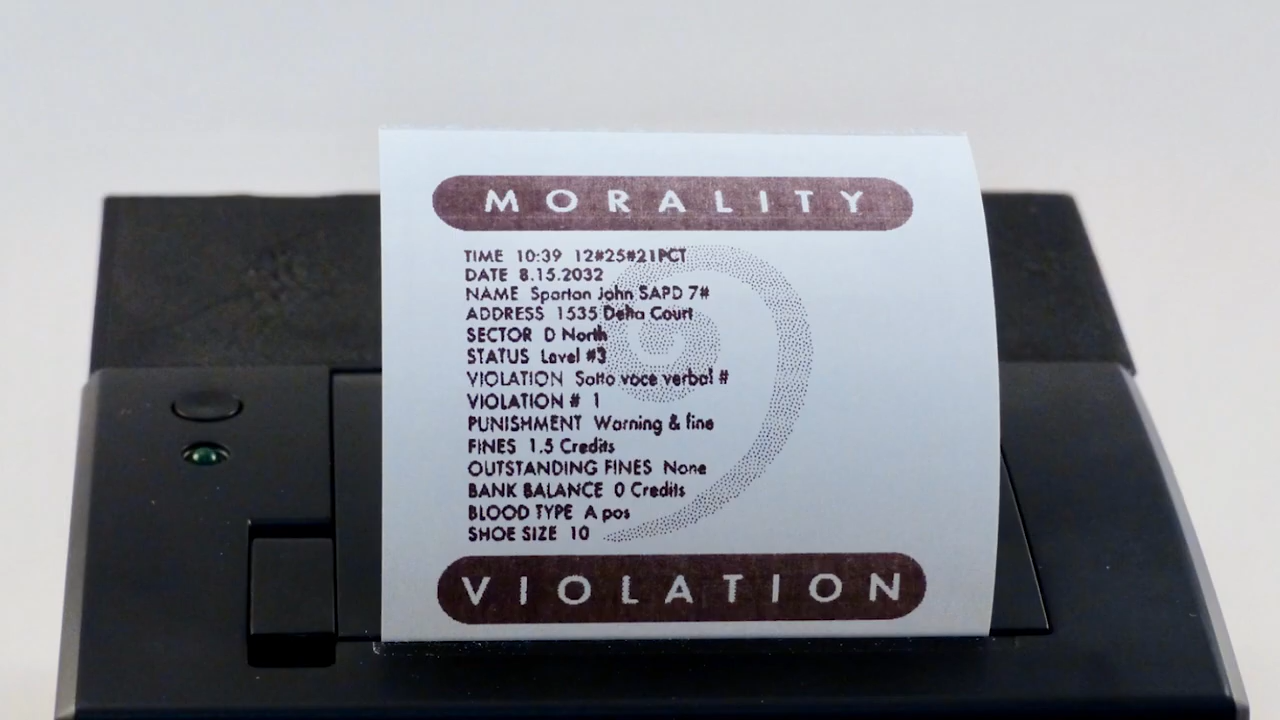 MORALITY
TIME 10:39 12#25#21PCT
DATE 8.15.2032
NAME Spartan John SAPD 7#
ADDRESS 1535 Delta Court
SECTOR D North
STATUS Level #3
VIOLATION Sotto voce verbal #
VIOLATION # 1
PUNISHMENT Warning & fine
FINES 1.5 Credits
OUTSTANDING FINES None
BANK BALANCE 0 Credits
BLOOD TYPE A pos
SHOE SIZE 10
VIOLATION